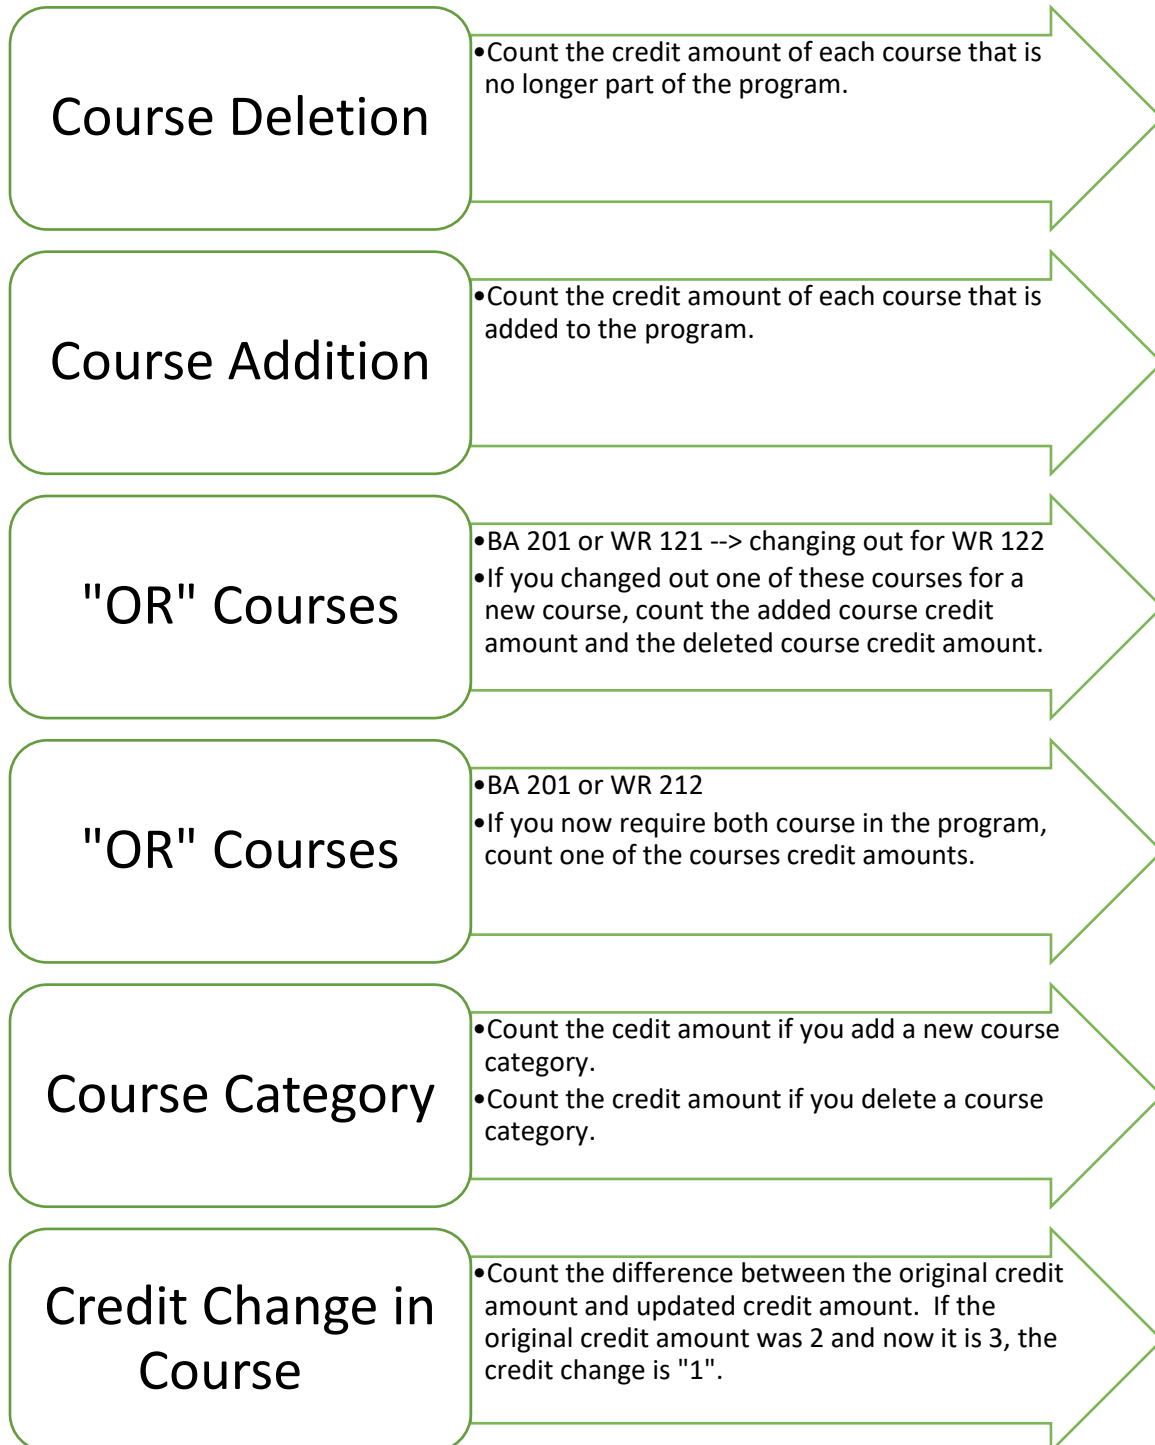 Course Deletion
•Count the credit amount of each course that is
no longer part of the program.
Course Addition
•Count the credit amount of each course that is
added to the program.
"OR" Courses
•BA 201 or WR 121 --> changing out for WR 122
•If you changed out one of these courses for a
new course, count the added course credit
amount and the deleted course credit amount.
"OR" Courses
•BA 201 or WR 212
•If you now require both course in the program,
count one of the courses credit amounts.
Course Category
•Count the cedit amount if you add a new course
category.
•Count the credit amount if you delete a course
category.
Credit Change in
Course
•Count the difference between the original credit
amount and updated credit amount.  If the
original credit amount was 2 and now it is 3, the
credit change is "1".